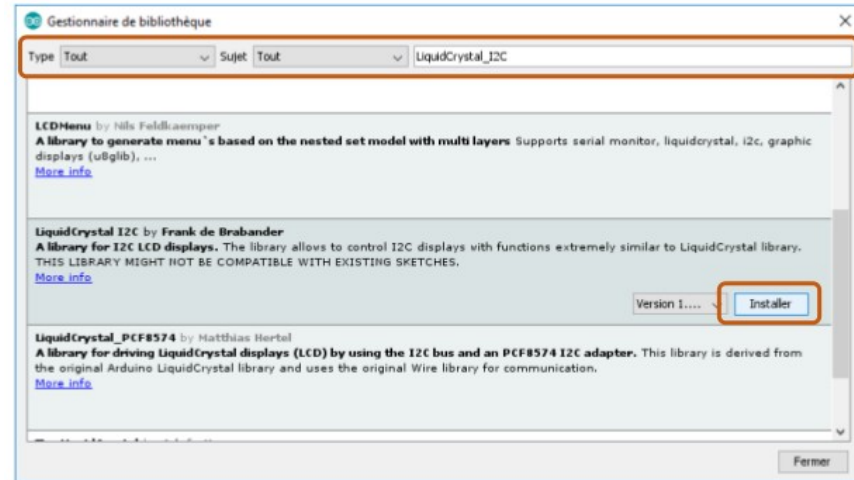 Gestionnaire de bibliothèque
Type Tout Sujet Tout LiquidCrystal_I2C
LCDMenu by Nils Feldkaemper
A library to generate menu`s based on the nested set model with multi layers Supports serial monitor, liquidcrystal, i2c, graphic
displays (u8glib), ...
More info
LiquidCrystal I2C by Frank de Brabander
A library for I2C LCD displays. The library allows to control I2C displays with functions extremely similar to LiquidCrystal library.
THIS LIBRARY MIGHT NOT BE COMPATIBLE WITH EXISTING SKETCHES.
More info
Version 1.... Installer
LiquidCrystal_PCF8574 by Matthias Hertel
A library for driving LiquidCrystal displays (LCD) by using the I2C bus and an PCF8574 I2C adapter. This library is derived from
the original Arduino LiquidCrystal library and uses the original Wire library for communication.
More info
Fermer